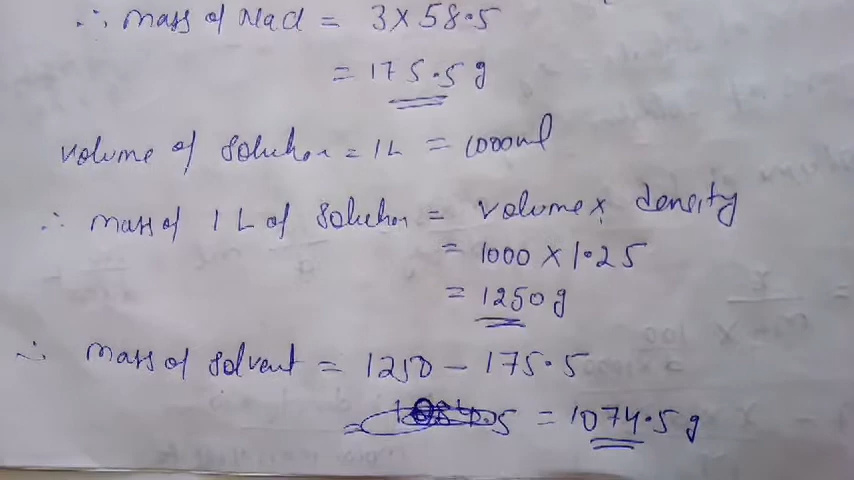 ∴ mass of NaCl = 3 × 58.5
= 175.5 g
volume of solution = 1L = 1000ml
∴ mass of 1 L of solution = volume × density
= 1000 × 1.25
= 1250 g
∴ mass of solvent = 1250 - 175.5
= 1074.5 g